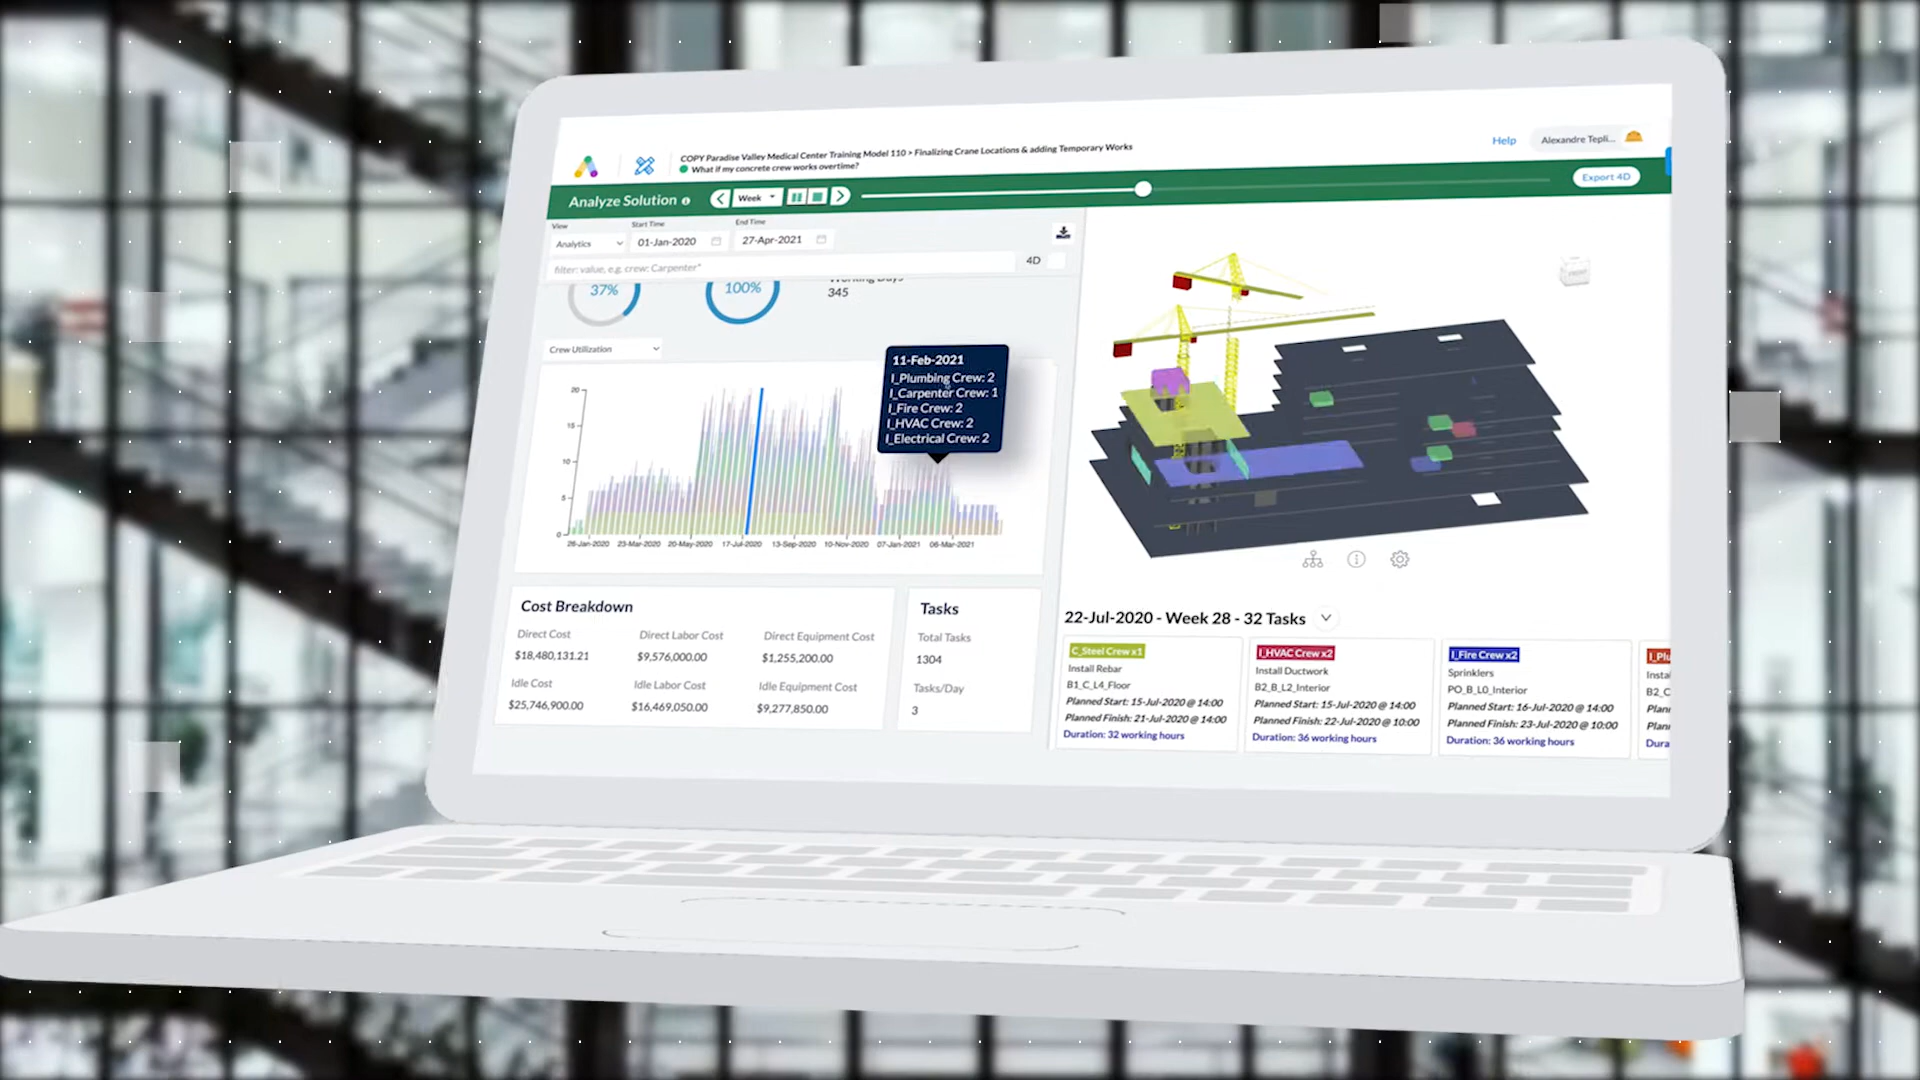 COPY Paradise Valley Medical Center Training Model 110 > Finalizing Crane Locations & adding Temporary Works
What if my concrete crew works overtime?
Help
Alexandre Tepli...
Analyze Solution
Week
Export 4D
View
Start Time
End Time
Analytics
01-Jan-2020
27-Apr-2021
filter: value, e.g. crew: Carpenter"
4D
37%
100%
Working Days
345
Crew Utilization
11-Feb-2021
I_Plumbing Crew: 2
I_Carpenter Crew: 1
I_Fire Crew: 2
I_HVAC Crew: 2
I_Electrical Crew: 2
20
15
10
5
0
28-Jan-2020 23-Mar-2020 20-May-2020 17-Jul-2020 13-Sep-2020 10-Nov-2020 07-Jan-2021 06-Mar-2021
Cost Breakdown
Direct Cost
Direct Labor Cost
Direct Equipment Cost
$18,480,131.21
$9,576,000.00
$1,255,200.00
Idle Cost
Idle Labor Cost
Idle Equipment Cost
$25,746,900.00
$16,469,050.00
$9,277,850.00
Tasks
Total Tasks
1304
Tasks/Day
3
22-Jul-2020 - Week 28 - 32 Tasks
C_Steel Crew x1
Install Rebar
B1_C_L4_Floor
Planned Start: 15-Jul-2020 @ 14:00
Planned Finish: 21-Jul-2020 @ 14:00
Duration: 32 working hours
I_HVAC Crew x2
Install Ductwork
B2_B_L2_Interior
Planned Start: 15-Jul-2020 @ 14:00
Planned Finish: 22-Jul-2020 @ 10:00
Duration: 36 working hours
I_Fire Crew x2
Sprinklers
PO_B_L0_Interior
Planned Start: 16-Jul-2020 @ 14:00
Planned Finish: 23-Jul-2020 @ 10:00
Duration: 36 working hours
I_Plu
Insta
B2_C
Plan
Plan
Dura